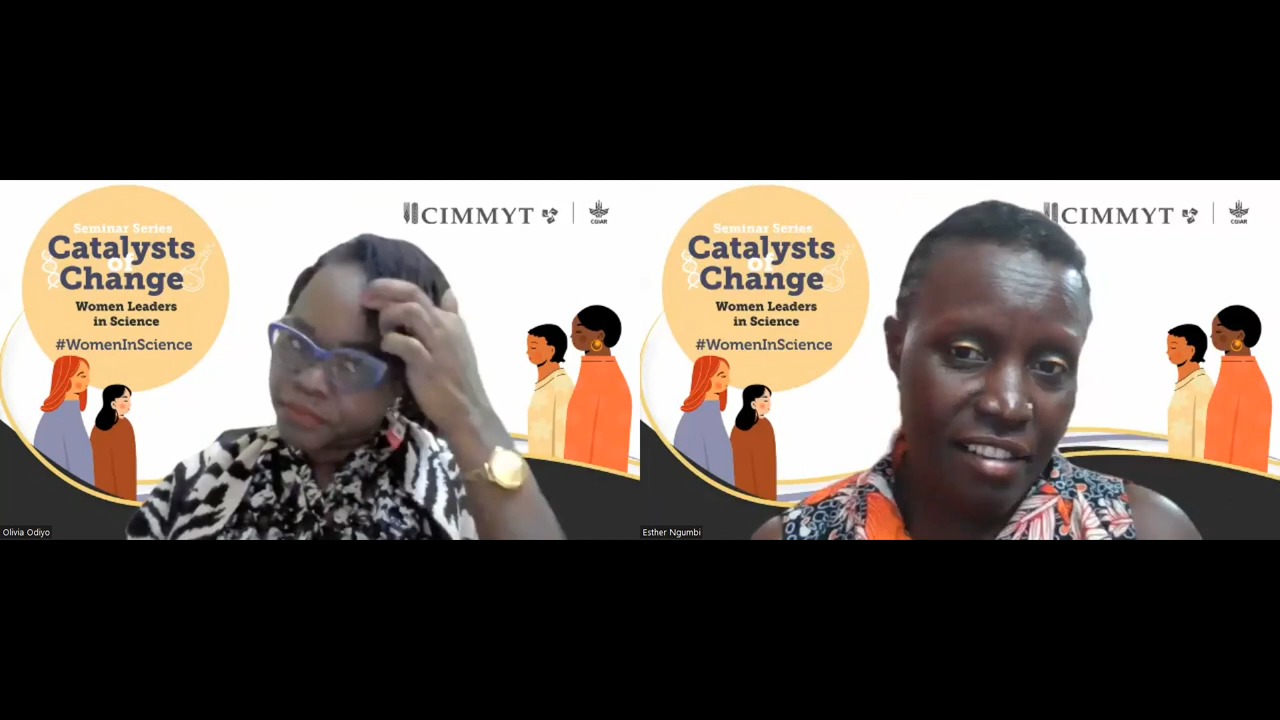 Seminar Series
Catalysts
of
Change
Women Leaders
in Science
#WomenInScience
CIMMYT
CGIAR
Olivia Odiyo
Seminar Series
Catalysts
of
Change
Women Leaders
in Science
#WomenInScience
CIMMYT
CGIAR
Esther Ngumbi